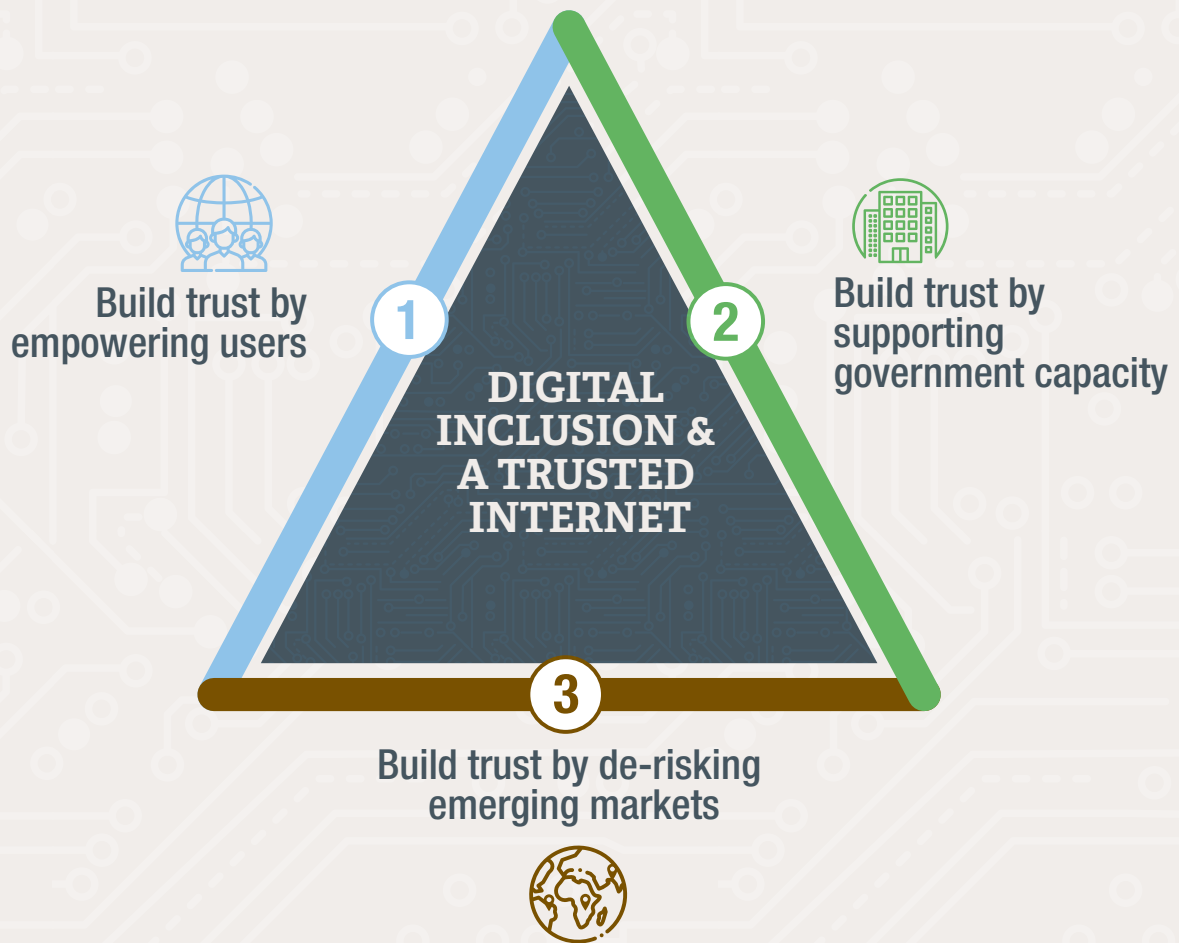 Build trust by
empowering users
1
2
Build trust by
supporting
government capacity
DIGITAL
INCLUSION &
A TRUSTED
INTERNET
3
Build trust by de-risking
emerging markets